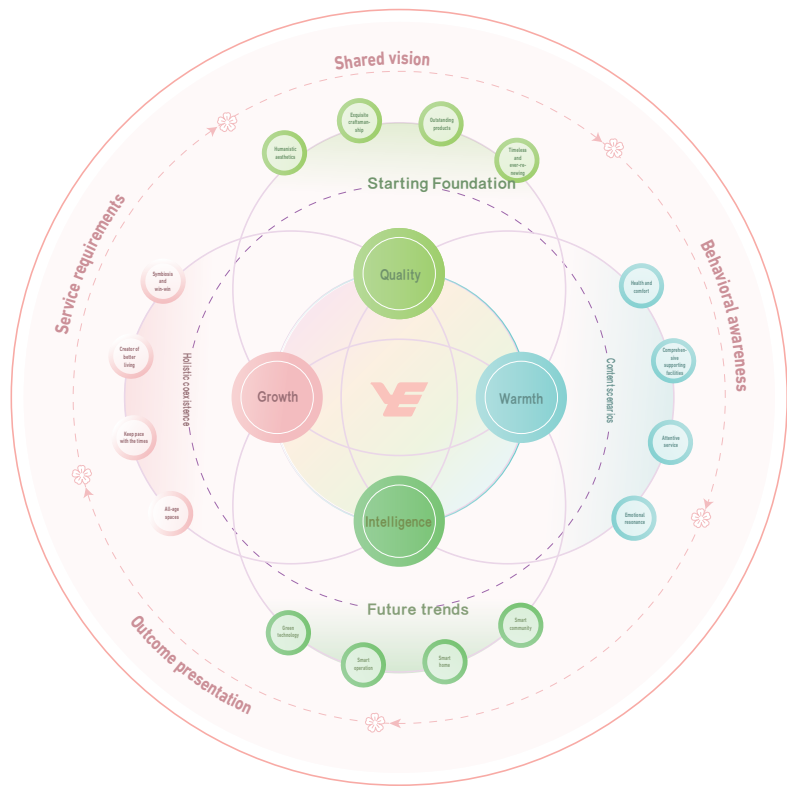 Shared vision
Exquisite
craftsman-
ship
Outstanding
products
Humanistic
aesthetics
Timeless
and
ever-re-
newing
Starting Foundation
Service requirements
Behavioral awareness
Quality
Symbiosis
and
win-win
Health and
comfort
Creator of
better
living
Comprehen-
sive
supporting
facilities
Holistic coexistence
Growth
Warmth
Content scenarios
Keep pace
with the times
Attentive
service
All-age
spaces
Emotional
resonance
Intelligence
Future trends
Green
technology
Smart
operation
Smart
home
Smart
community
Outcome presentation